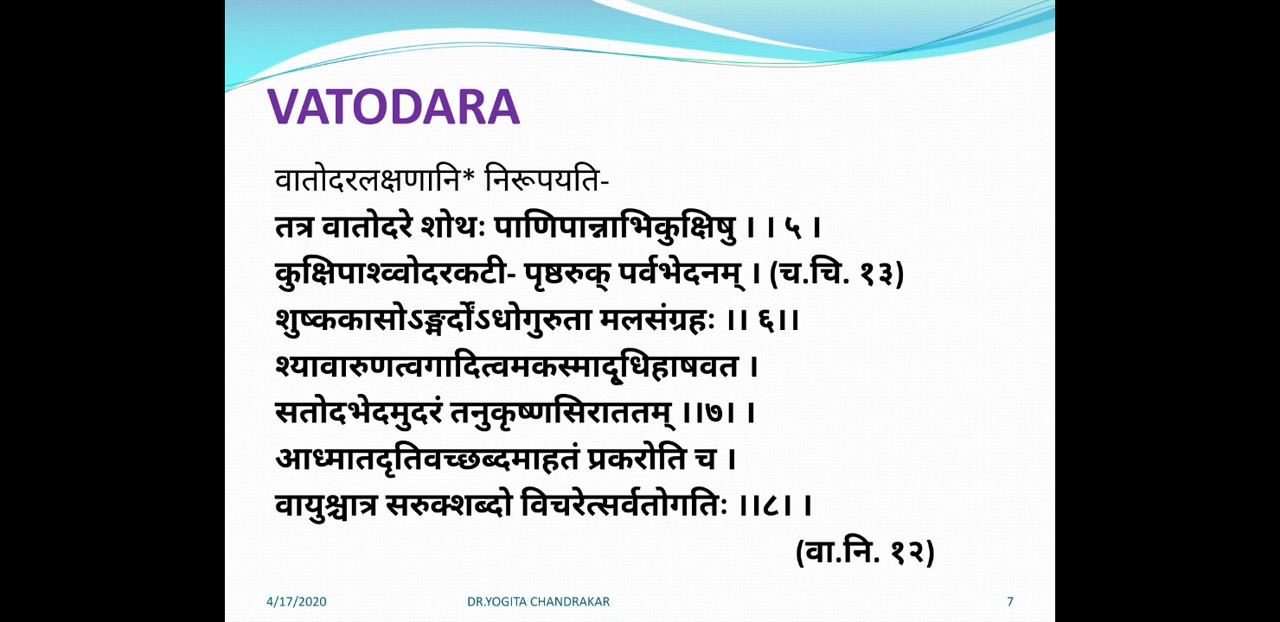 VATODARA
वातोदरलक्षणानि* निरूपयति-
तत्र वातोदरे शोथः पाणिपान्नाभिकुक्षिषु । । ५ ।
कुक्षिपाश्व्वोदरकटी- पृष्ठरुक् पर्वभेदनम् । (च.चि. १३)
शुष्ककासोऽङ्गर्दोंऽधोगुरुता मलसंग्रहः ।। ६।।
श्यावारुणत्वगादित्वमकस्माद्वृधिहाषवत ।
सतोदभेदमुदरं तनुकृष्णसिराततम् ।।७। ।
आध्मातदृतिवच्छब्दमाहतं प्रकरोति च ।
वायुश्चात्र सरुक्शब्दो विचरेत्सर्वतोगतिः ।।८। ।
(वा.नि. १२)
4/17/2020 DR.YOGITA CHANDRAKAR 7